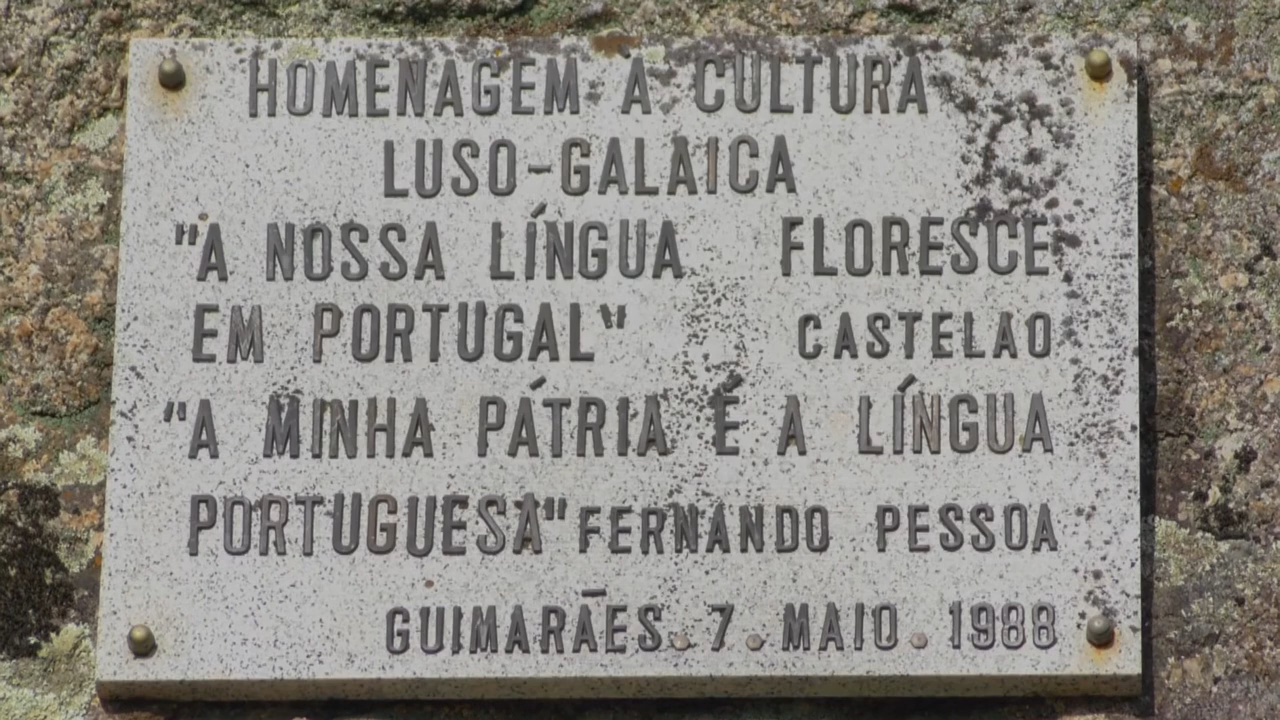 HOMENAGEM A CULTURA
LUSO-GALAICA
"A NOSSA LÍNGUA FLORESCE
EM PORTUGAL" CASTELAO
"A MINHA PÁTRIA É A LÍNGUA
PORTUGUESA" FERNANDO PESSOA
GUIMARÃES. 7. MAIO. 1988